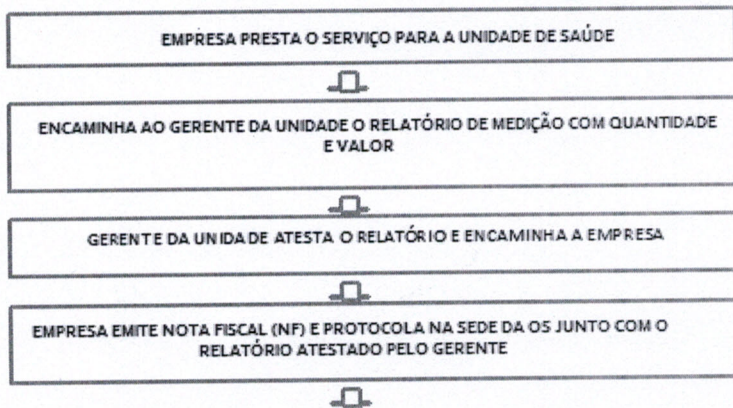 EMPRESA PRESTA O SERVIÇO PARA A UNIDADE DE SAÚDE
ENCAMINHA AO GERENTE DA UNIDADE O RELATÓRIO DE MEDIÇÃO COM QUANTIDADE
E VALOR
GERENTE DA UNIDADE ATESTA O RELATÓRIO E ENCAMINHA A EMPRESA
EMPRESA EMITE NOTA FISCAL (NF) E PROTOCOLA NA SEDE DA OS JUNTO COM O
RELATÓRIO ATESTADO PELO GERENTE